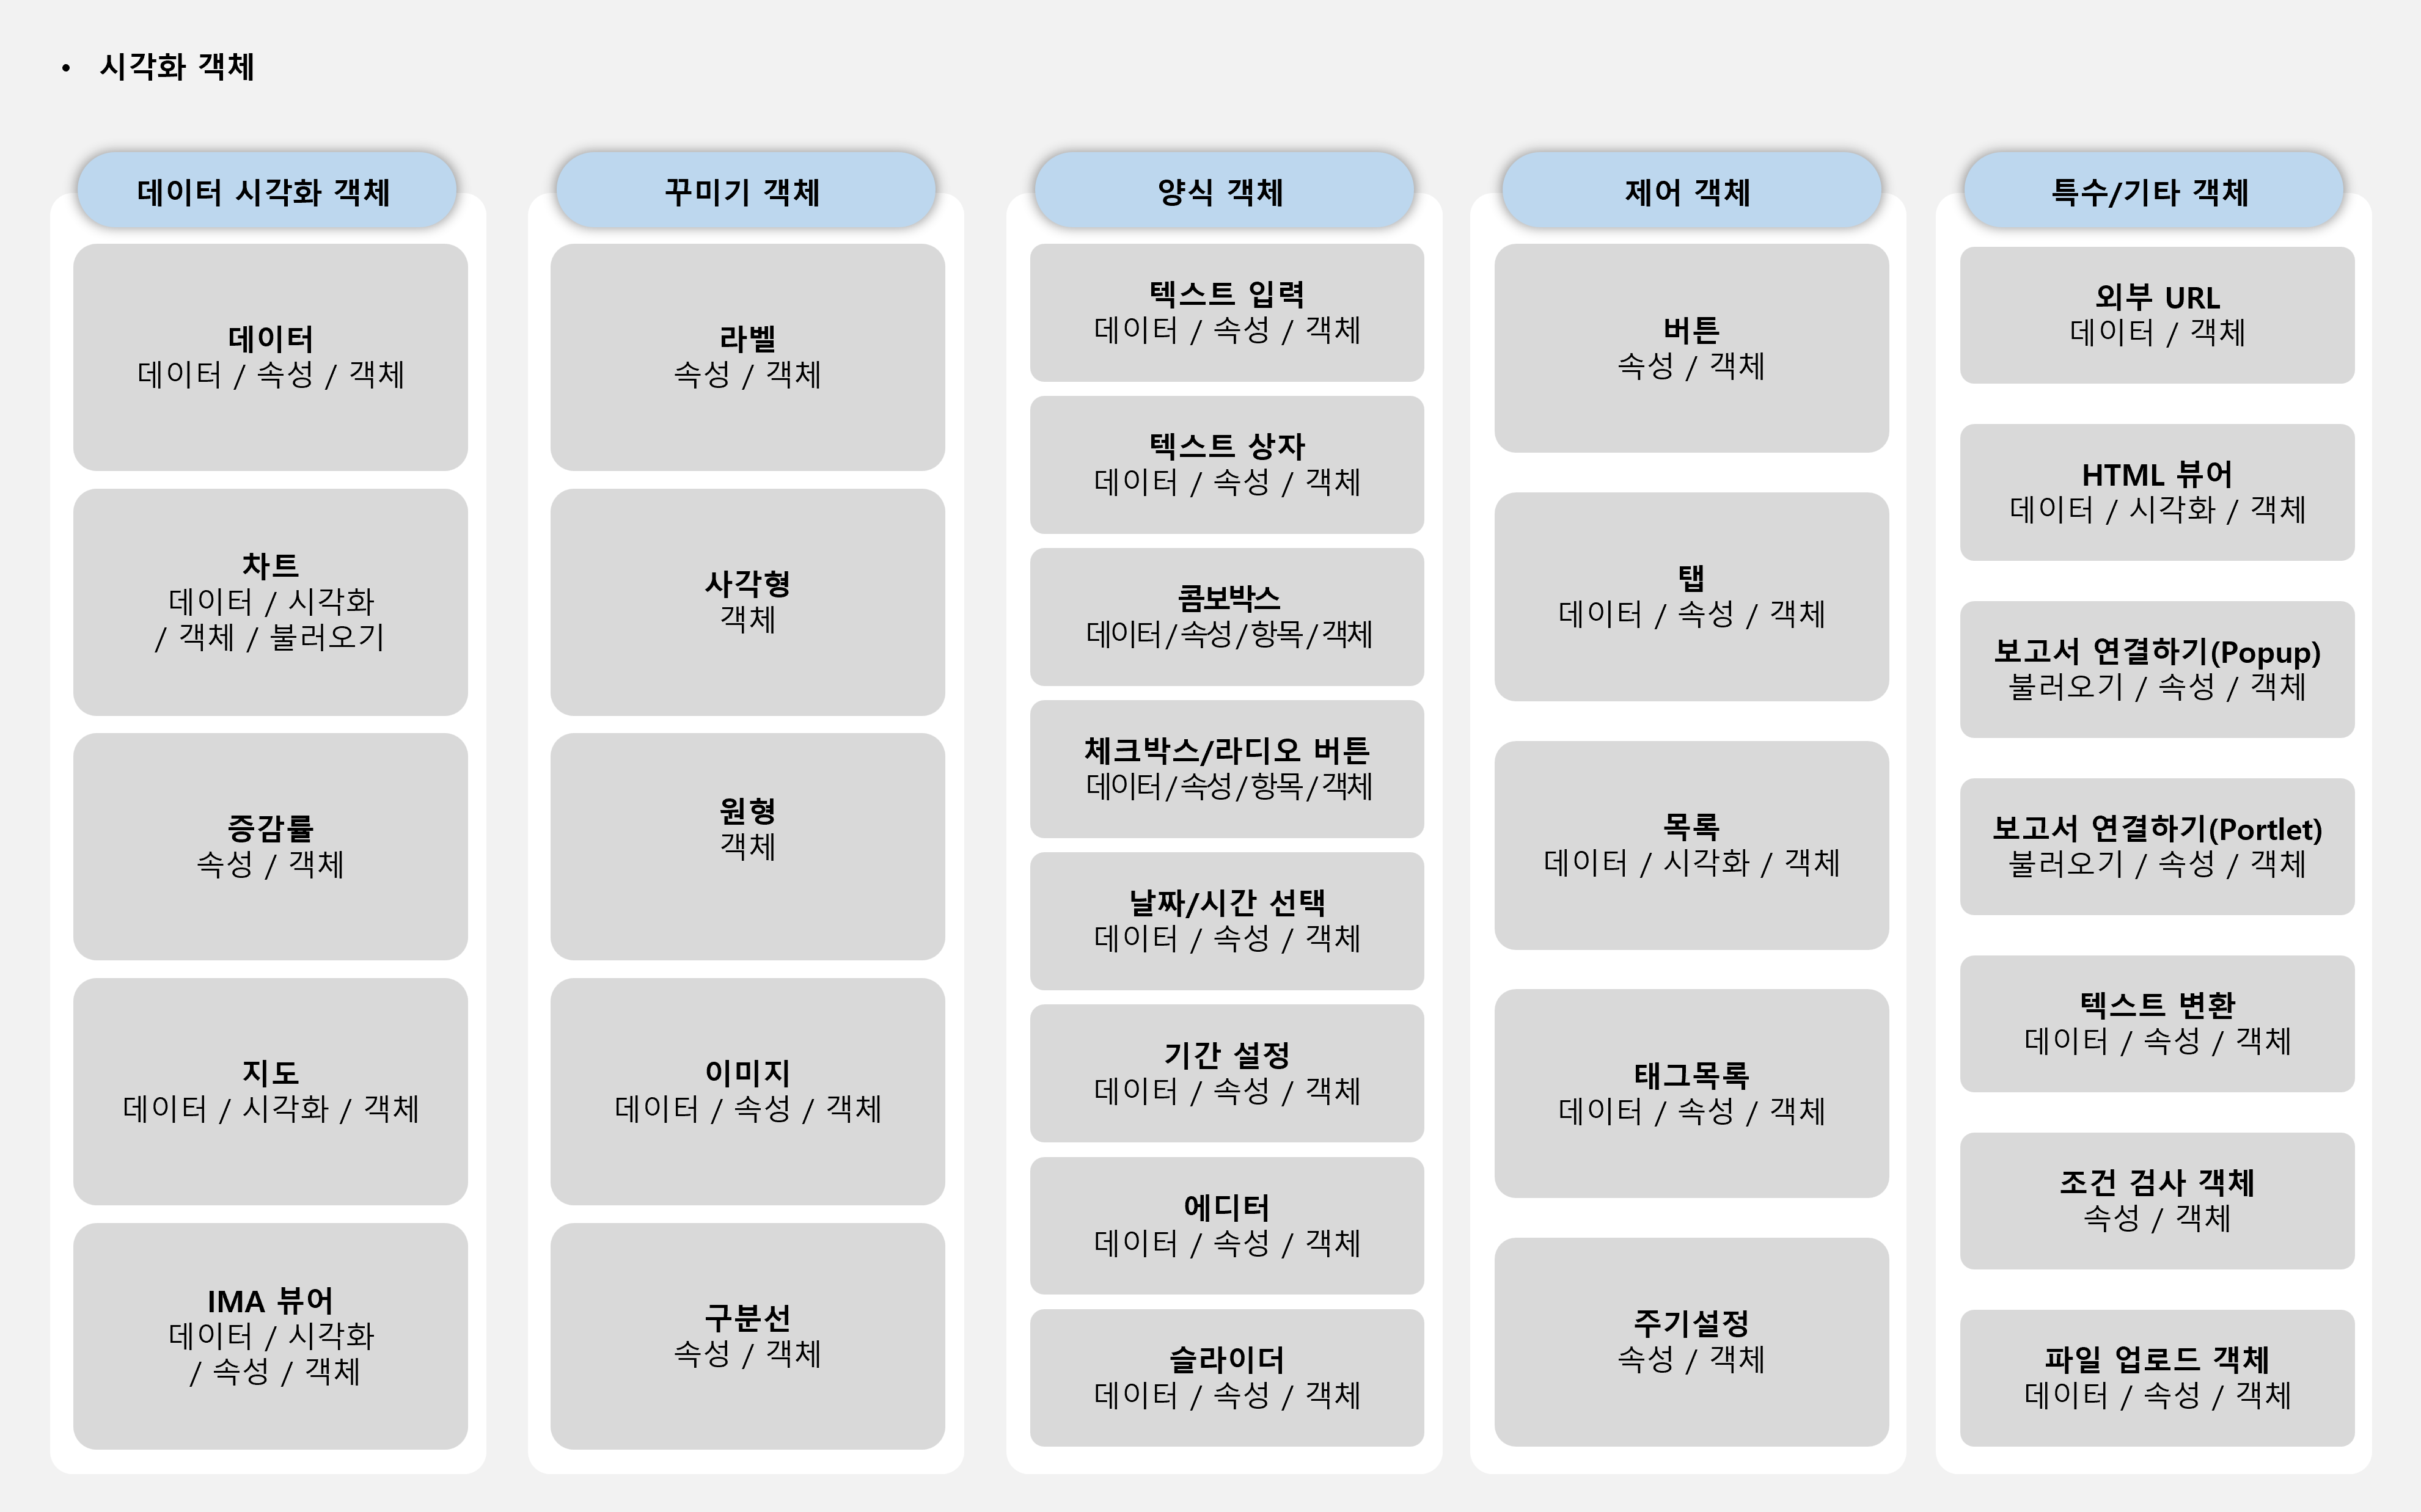 • 시각화 객체
데이터 시각화 객체
데이터
데이터 / 속성 / 객체
차트
데이터 / 시각화
/ 객체 / 불러오기
증감률
속성 / 객체
지도
데이터 / 시각화 / 객체
IMA 뷰어
데이터 / 시각화
/ 속성 / 객체
꾸미기 객체
라벨
속성 / 객체
사각형
객체
원형
객체
이미지
데이터 / 속성 / 객체
구분선
속성 / 객체
양식 객체
텍스트 입력
데이터 / 속성 / 객체
텍스트 상자
데이터 / 속성 / 객체
콤보박스
데이터 / 속성 / 항목 / 객체
체크박스/라디오 버튼
데이터 / 속성 / 항목 / 객체
날짜/시간 선택
데이터 / 속성 / 객체
기간 설정
데이터 / 속성 / 객체
에디터
데이터 / 속성 / 객체
슬라이더
데이터 / 속성 / 객체
제어 객체
버튼
속성 / 객체
탭
데이터 / 속성 / 객체
목록
데이터 / 시각화 / 객체
태그목록
데이터 / 속성 / 객체
주기설정
속성 / 객체
특수/기타 객체
외부 URL
데이터 / 객체
HTML 뷰어
데이터 / 시각화 / 객체
보고서 연결하기(Popup)
불러오기 / 속성 / 객체
보고서 연결하기(Portlet)
불러오기 / 속성 / 객체
텍스트 변환
데이터 / 속성 / 객체
조건 검사 객체
속성 / 객체
파일 업로드 객체
데이터 / 속성 / 객체